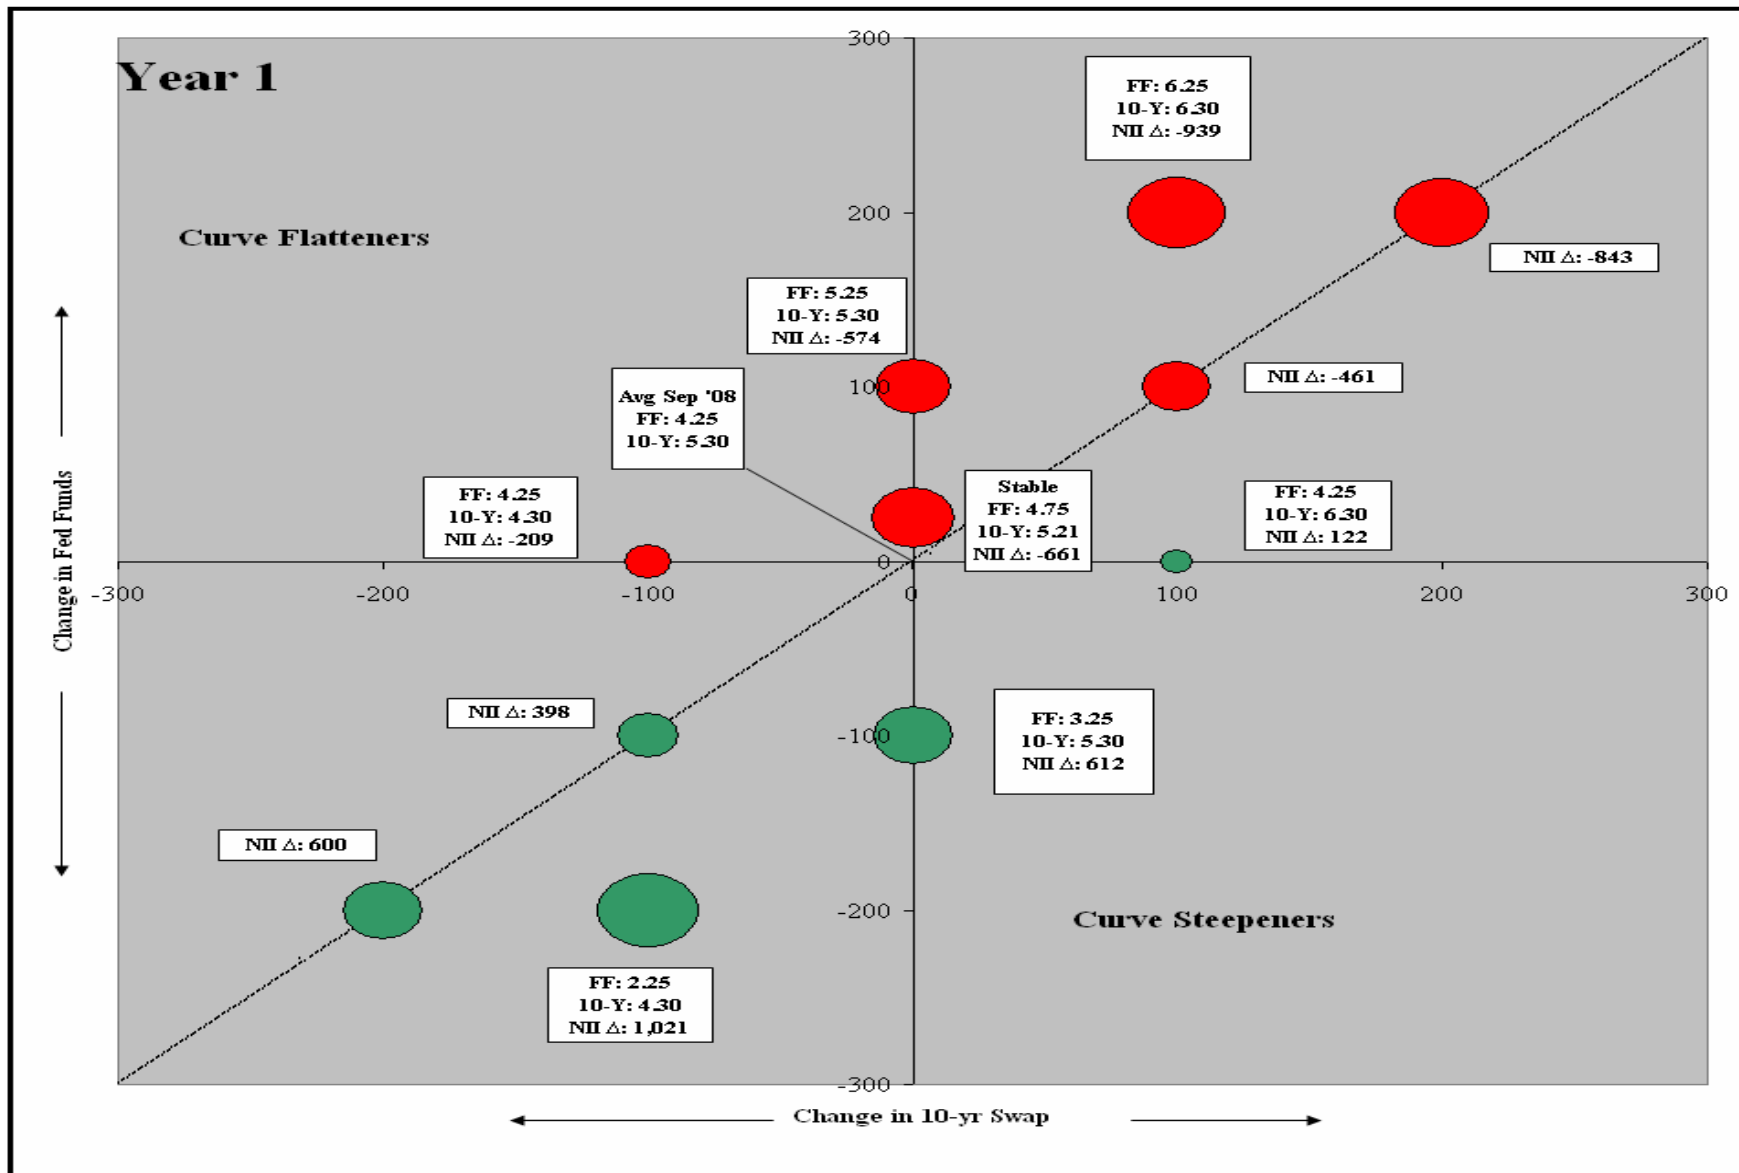 300
Year 1
FF: 6.25
10-Y: 6.30
NII Δ: -939
200
Curve Flatteners
NII Δ: -843
FF: 5.25
10-Y: 5.30
NII Δ: -574
100
NII Δ: -461
Avg Sep '08
FF: 4.25
10-Y: 5.30
Stable
FF: 4.75
10-Y: 5.21
NII Δ: -661
FF: 4.25
10-Y: 4.30
NII Δ: -209
FF: 4.25
10-Y: 6.30
NII Δ: 122
Change in Fed Funds
0
-300
-200
-100
0
100
200
300
NII Δ: 398
-100
FF: 3.25
10-Y: 5.30
NII Δ: 612
NII Δ: 600
-200
Curve Steepeners
FF: 2.25
10-Y: 4.30
NII Δ: 1,021
-300
Change in 10-yr Swap